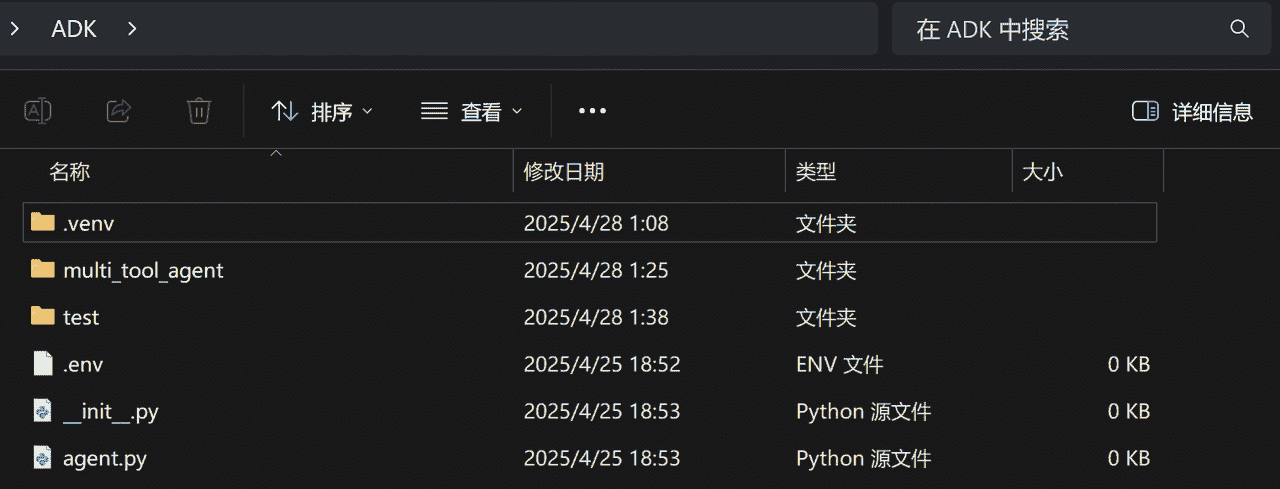 ADK
在 ADK 中搜索
排序
查看
详细信息
名称 修改日期 类型 大小
.venv 2025/4/28 1:08 文件夹
multi_tool_agent 2025/4/28 1:25 文件夹
test 2025/4/28 1:38 文件夹
.env 2025/4/25 18:52 ENV 文件 0 KB
__init__.py 2025/4/25 18:53 Python 源文件 0 KB
agent.py 2025/4/25 18:53 Python 源文件 0 KB